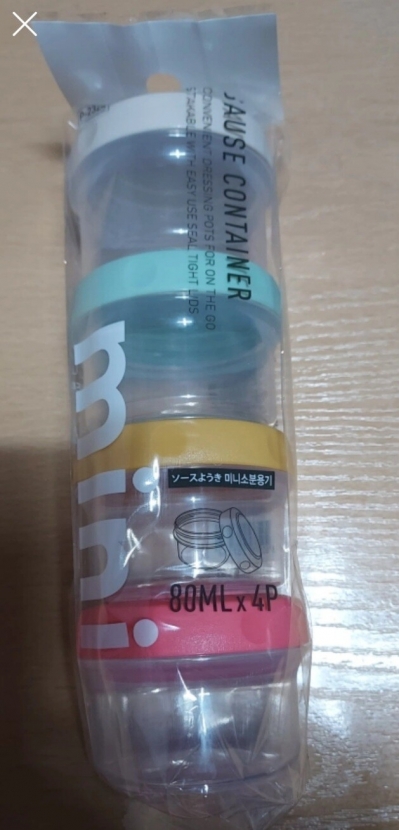 SAUSE CONTAINER
CONVENIENT DRESSING POTS FOR ON THE GO
STAKABLE WITH EASY USE SEAL TIGHT LIDS
mini
ソースようき 미니소분용기
80ML x 4P